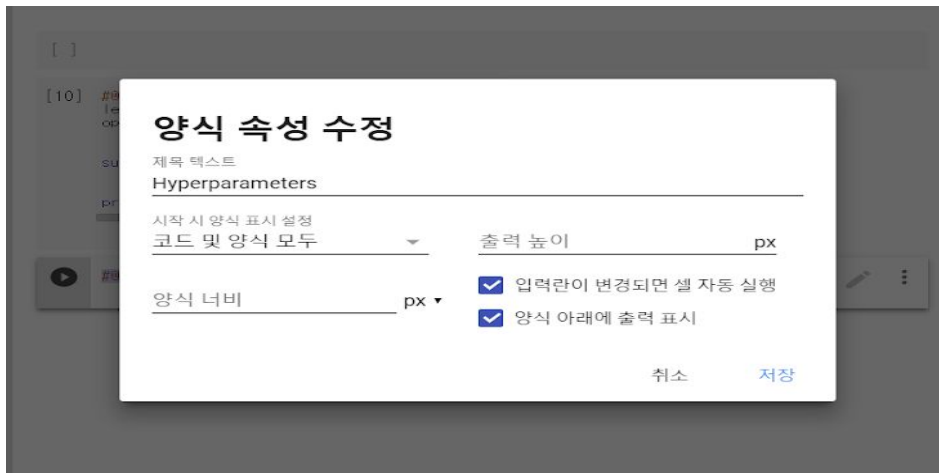 [ ]
[10]
양식 속성 수정
제목 텍스트
Hyperparameters
시작 시 양식 표시 설정
코드 및 양식 모두
출력 높이 px
양식 너비 px
입력란이 변경되면 셀 자동 실행
양식 아래에 출력 표시
취소 저장